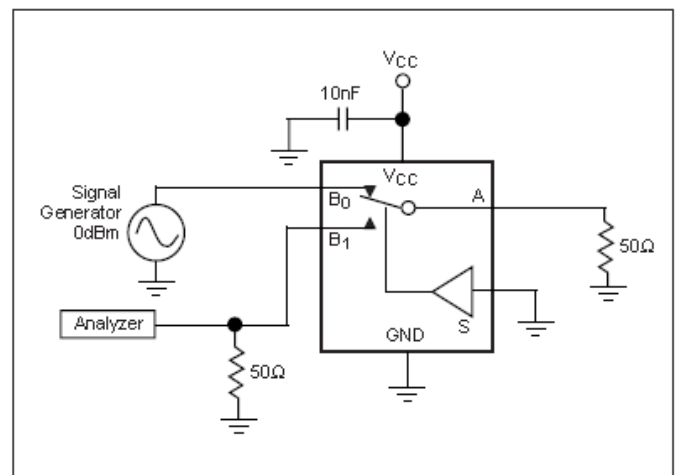 VCC
10nF
VCC
Signal
Generator
0dBm
B0
A
B1
50Ω
Analyzer
S
GND
50Ω